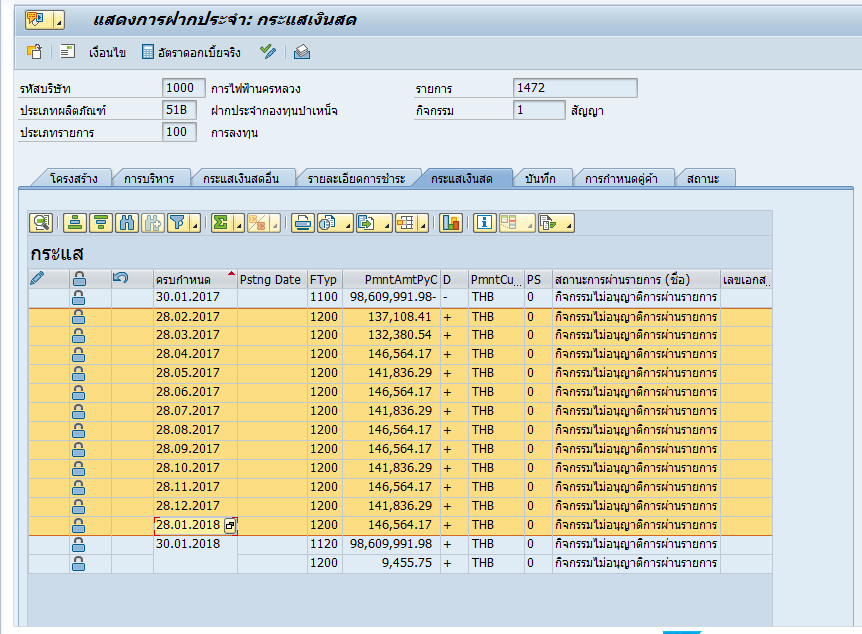 แสดงการฝากประจำ: กระแสเงินสด
เงื่อนไข อัตราดอกเบี้ยจริง
รหัสบริษัท 1000 การไฟฟ้านครหลวง รายการ 1472
ประเภทผลิตภัณฑ์ 51B ฝากประจำกองทุนบำเหน็จ กิจกรรม 1 สัญญา
ประเภทรายการ 100 การลงทุน
โครงสร้าง การบริหาร กระแสเงินสดอื่น รายละเอียดการชำระ กระแสเงินสด บันทึก การกำหนดคู่ค้า สถานะ
กระแส
ครบกำหนด Pstng Date FTyp PmntAmtPyC D PmntCu... PS สถานะการผ่านรายการ (ชื่อ) เลขเอกส...
30.01.2017 1100 98,609,991.98- - THB 0 กิจกรรมไม่อนุญาติการผ่านรายการ
28.02.2017 1200 137,108.41 + THB 0 กิจกรรมไม่อนุญาติการผ่านรายการ
28.03.2017 1200 132,380.54 + THB 0 กิจกรรมไม่อนุญาติการผ่านรายการ
28.04.2017 1200 146,564.17 + THB 0 กิจกรรมไม่อนุญาติการผ่านรายการ
28.05.2017 1200 141,836.29 + THB 0 กิจกรรมไม่อนุญาติการผ่านรายการ
28.06.2017 1200 146,564.17 + THB 0 กิจกรรมไม่อนุญาติการผ่านรายการ
28.07.2017 1200 141,836.29 + THB 0 กิจกรรมไม่อนุญาติการผ่านรายการ
28.08.2017 1200 146,564.17 + THB 0 กิจกรรมไม่อนุญาติการผ่านรายการ
28.09.2017 1200 146,564.17 + THB 0 กิจกรรมไม่อนุญาติการผ่านรายการ
28.10.2017 1200 141,836.29 + THB 0 กิจกรรมไม่อนุญาติการผ่านรายการ
28.11.2017 1200 146,564.17 + THB 0 กิจกรรมไม่อนุญาติการผ่านรายการ
28.12.2017 1200 141,836.29 + THB 0 กิจกรรมไม่อนุญาติการผ่านรายการ
28.01.2018 1200 146,564.17 + THB 0 กิจกรรมไม่อนุญาติการผ่านรายการ
30.01.2018 1120 98,609,991.98 + THB 0 กิจกรรมไม่อนุญาติการผ่านรายการ
1200 9,455.75 + THB 0 กิจกรรมไม่อนุญาติการผ่านรายการ